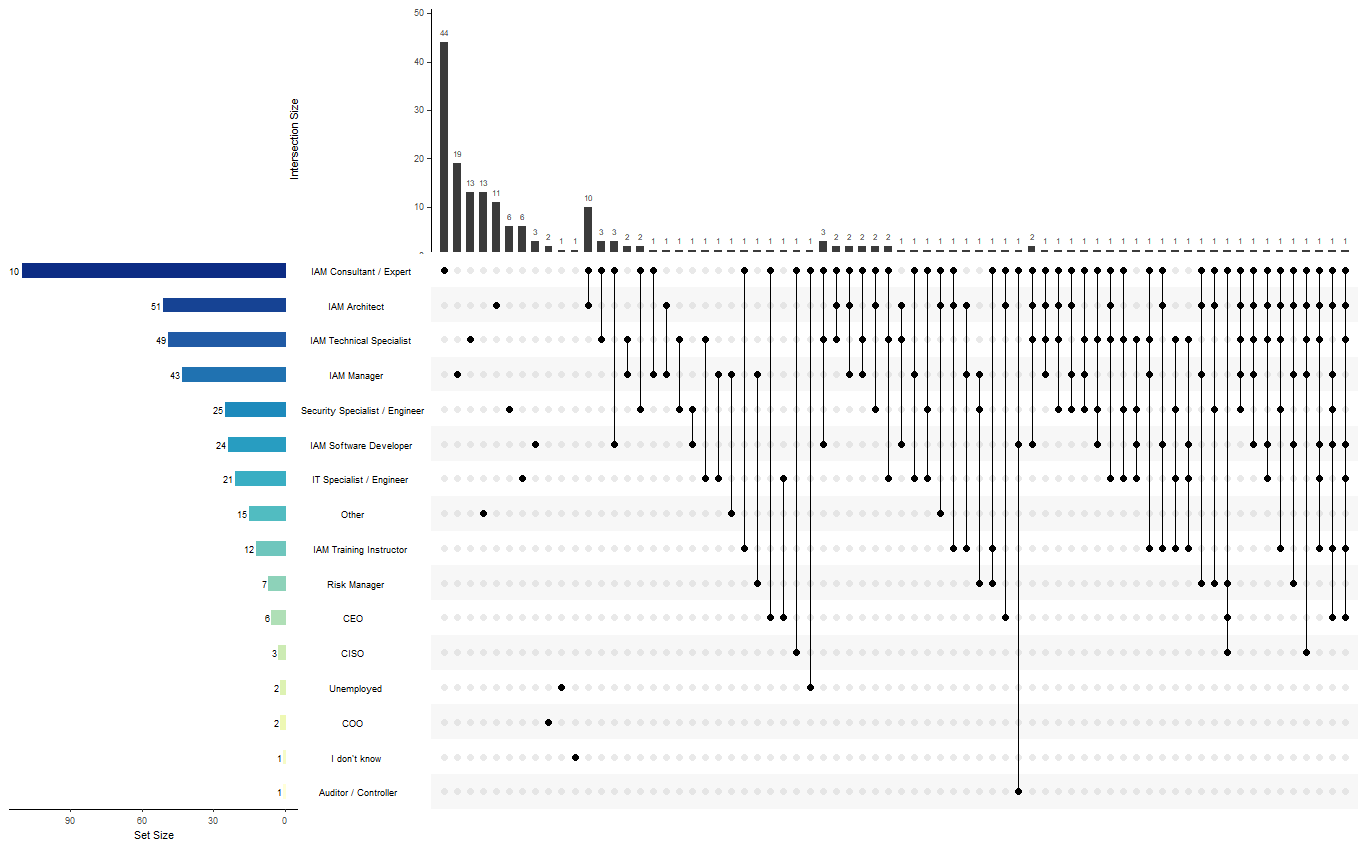 50
40
30
20
10
Intersection Size
44 19 13 13 11 6 6 3 2 1 1 10 3 3 2 2 1 1 1 1 1 1 1 1 1 1 1 1 1 3 2 2 2 2 2 1 1 1 1 1 1 1 1 1 1 2 1 1 1 1 1 1 1 1 1 1 1 1 1 1 1 1 1 1 1 1 1 1 1 1
10 IAM Consultant / Expert
51 IAM Architect
49 IAM Technical Specialist
43 IAM Manager
25 Security Specialist / Engineer
24 IAM Software Developer
21 IT Specialist / Engineer
15 Other
12 IAM Training Instructor
7 Risk Manager
6 CEO
3 CISO
2 Unemployed
2 COO
1 I don't know
1 Auditor / Controller
90 60 30 0
Set Size